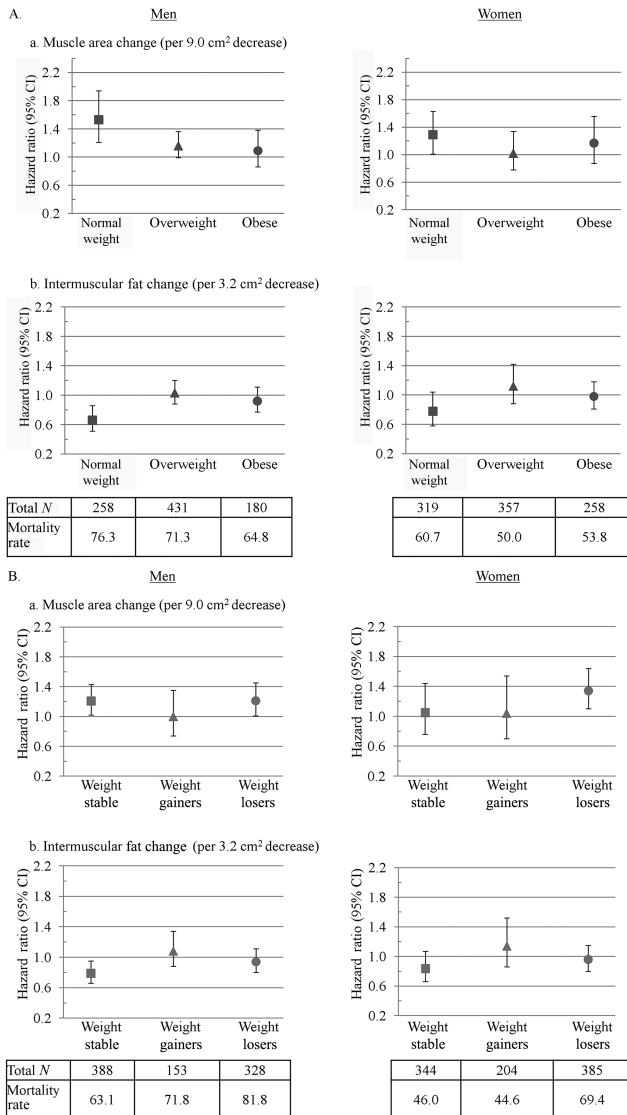 A.
Men
Women
a. Muscle area change (per 9.0 cm² decrease)
Hazard ratio (95% CI)
2.2
1.8
1.4
1.0
0.6
0.2
Normal weight
Overweight
Obese
Hazard ratio (95% CI)
2.2
1.8
1.4
1.0
0.6
0.2
Normal weight
Overweight
Obese
b. Intermuscular fat change (per 3.2 cm² decrease)
Hazard ratio (95% CI)
2.2
1.8
1.4
1.0
0.6
0.2
Normal weight
Overweight
Obese
Hazard ratio (95% CI)
2.2
1.8
1.4
1.0
0.6
0.2
Normal weight
Overweight
Obese
Total N 258 431 180
Mortality rate 76.3 71.3 64.8
319 357 258
60.7 50.0 53.8
B.
Men
Women
a. Muscle area change (per 9.0 cm² decrease)
Hazard ratio (95% CI)
2.2
1.8
1.4
1.0
0.6
0.2
Weight stable
Weight gainers
Weight losers
Hazard ratio (95% CI)
2.2
1.8
1.4
1.0
0.6
0.2
Weight stable
Weight gainers
Weight losers
b. Intermuscular fat change (per 3.2 cm² decrease)
Hazard ratio (95% CI)
2.2
1.8
1.4
1.0
0.6
0.2
Weight stable
Weight gainers
Weight losers
Hazard ratio (95% CI)
2.2
1.8
1.4
1.0
0.6
0.2
Weight stable
Weight gainers
Weight losers
Total N 388 153 328
Mortality rate 63.1 71.8 81.8
344 204 385
46.0 44.6 69.4